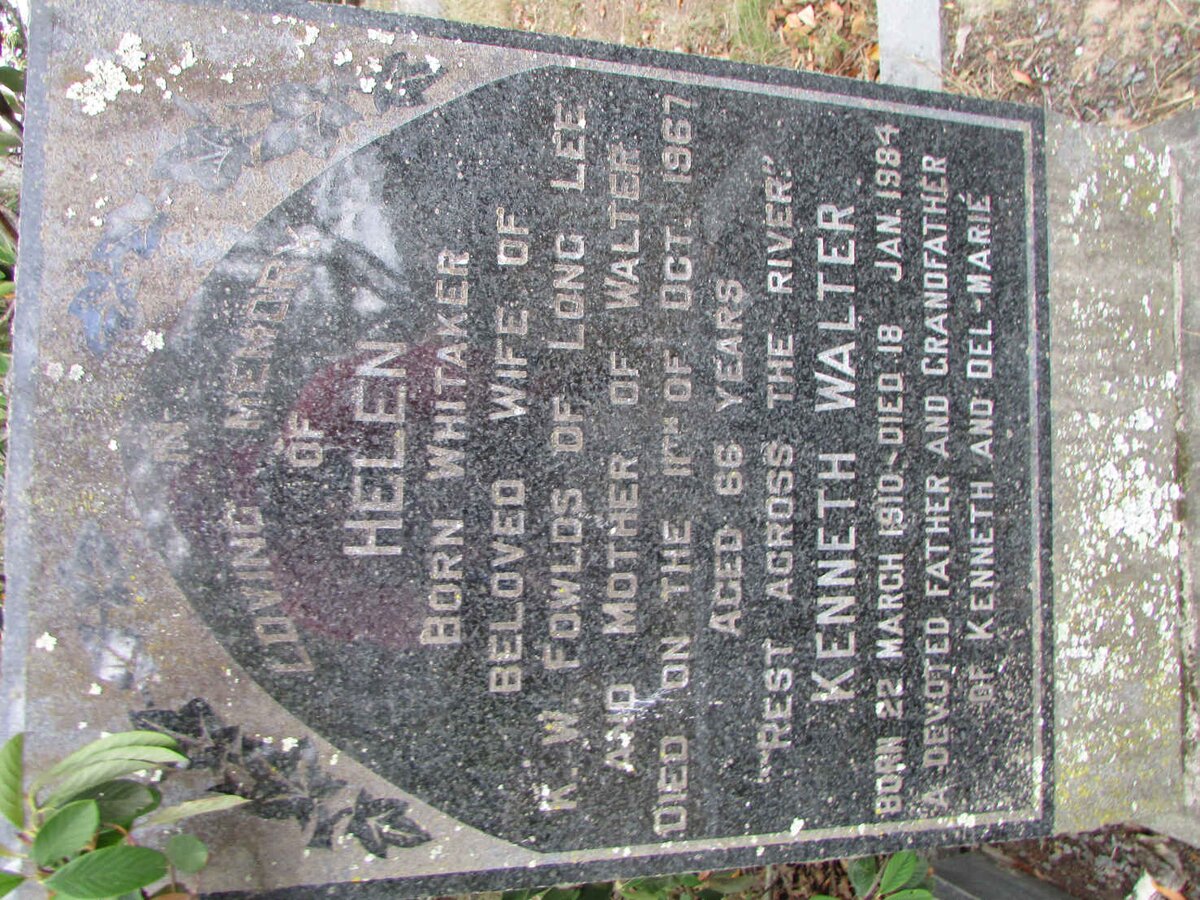 IN
LOVING MEMORY
OF
HELEN
BORN WHITAKER
BELOVED WIFE OF
K.W. FOWLDS OF LONG LEE
AND MOTHER OF WALTER
DIED ON THE 11TH OF OCT. 1967
AGED 66 YEARS
"REST ACROSS THE RIVER."
KENNETH WALTER
BORN 22 MARCH 1910~DIED 18 JAN. 1984
A DEVOTED FATHER AND GRANDFATHER
OF KENNETH AND DEL-MARIÉ